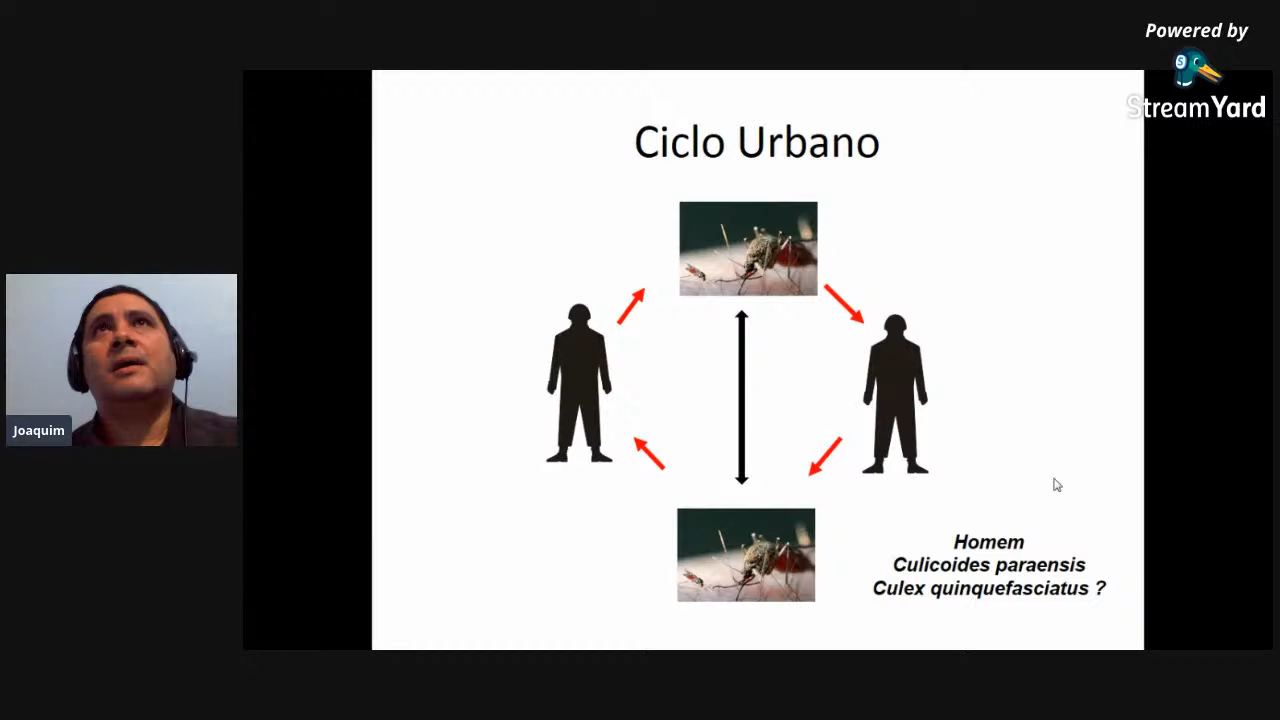 Powered by
StreamYard
Ciclo Urbano
Joaquim
Homem
Culicoides paraensis
Culex quinquefasciatus ?